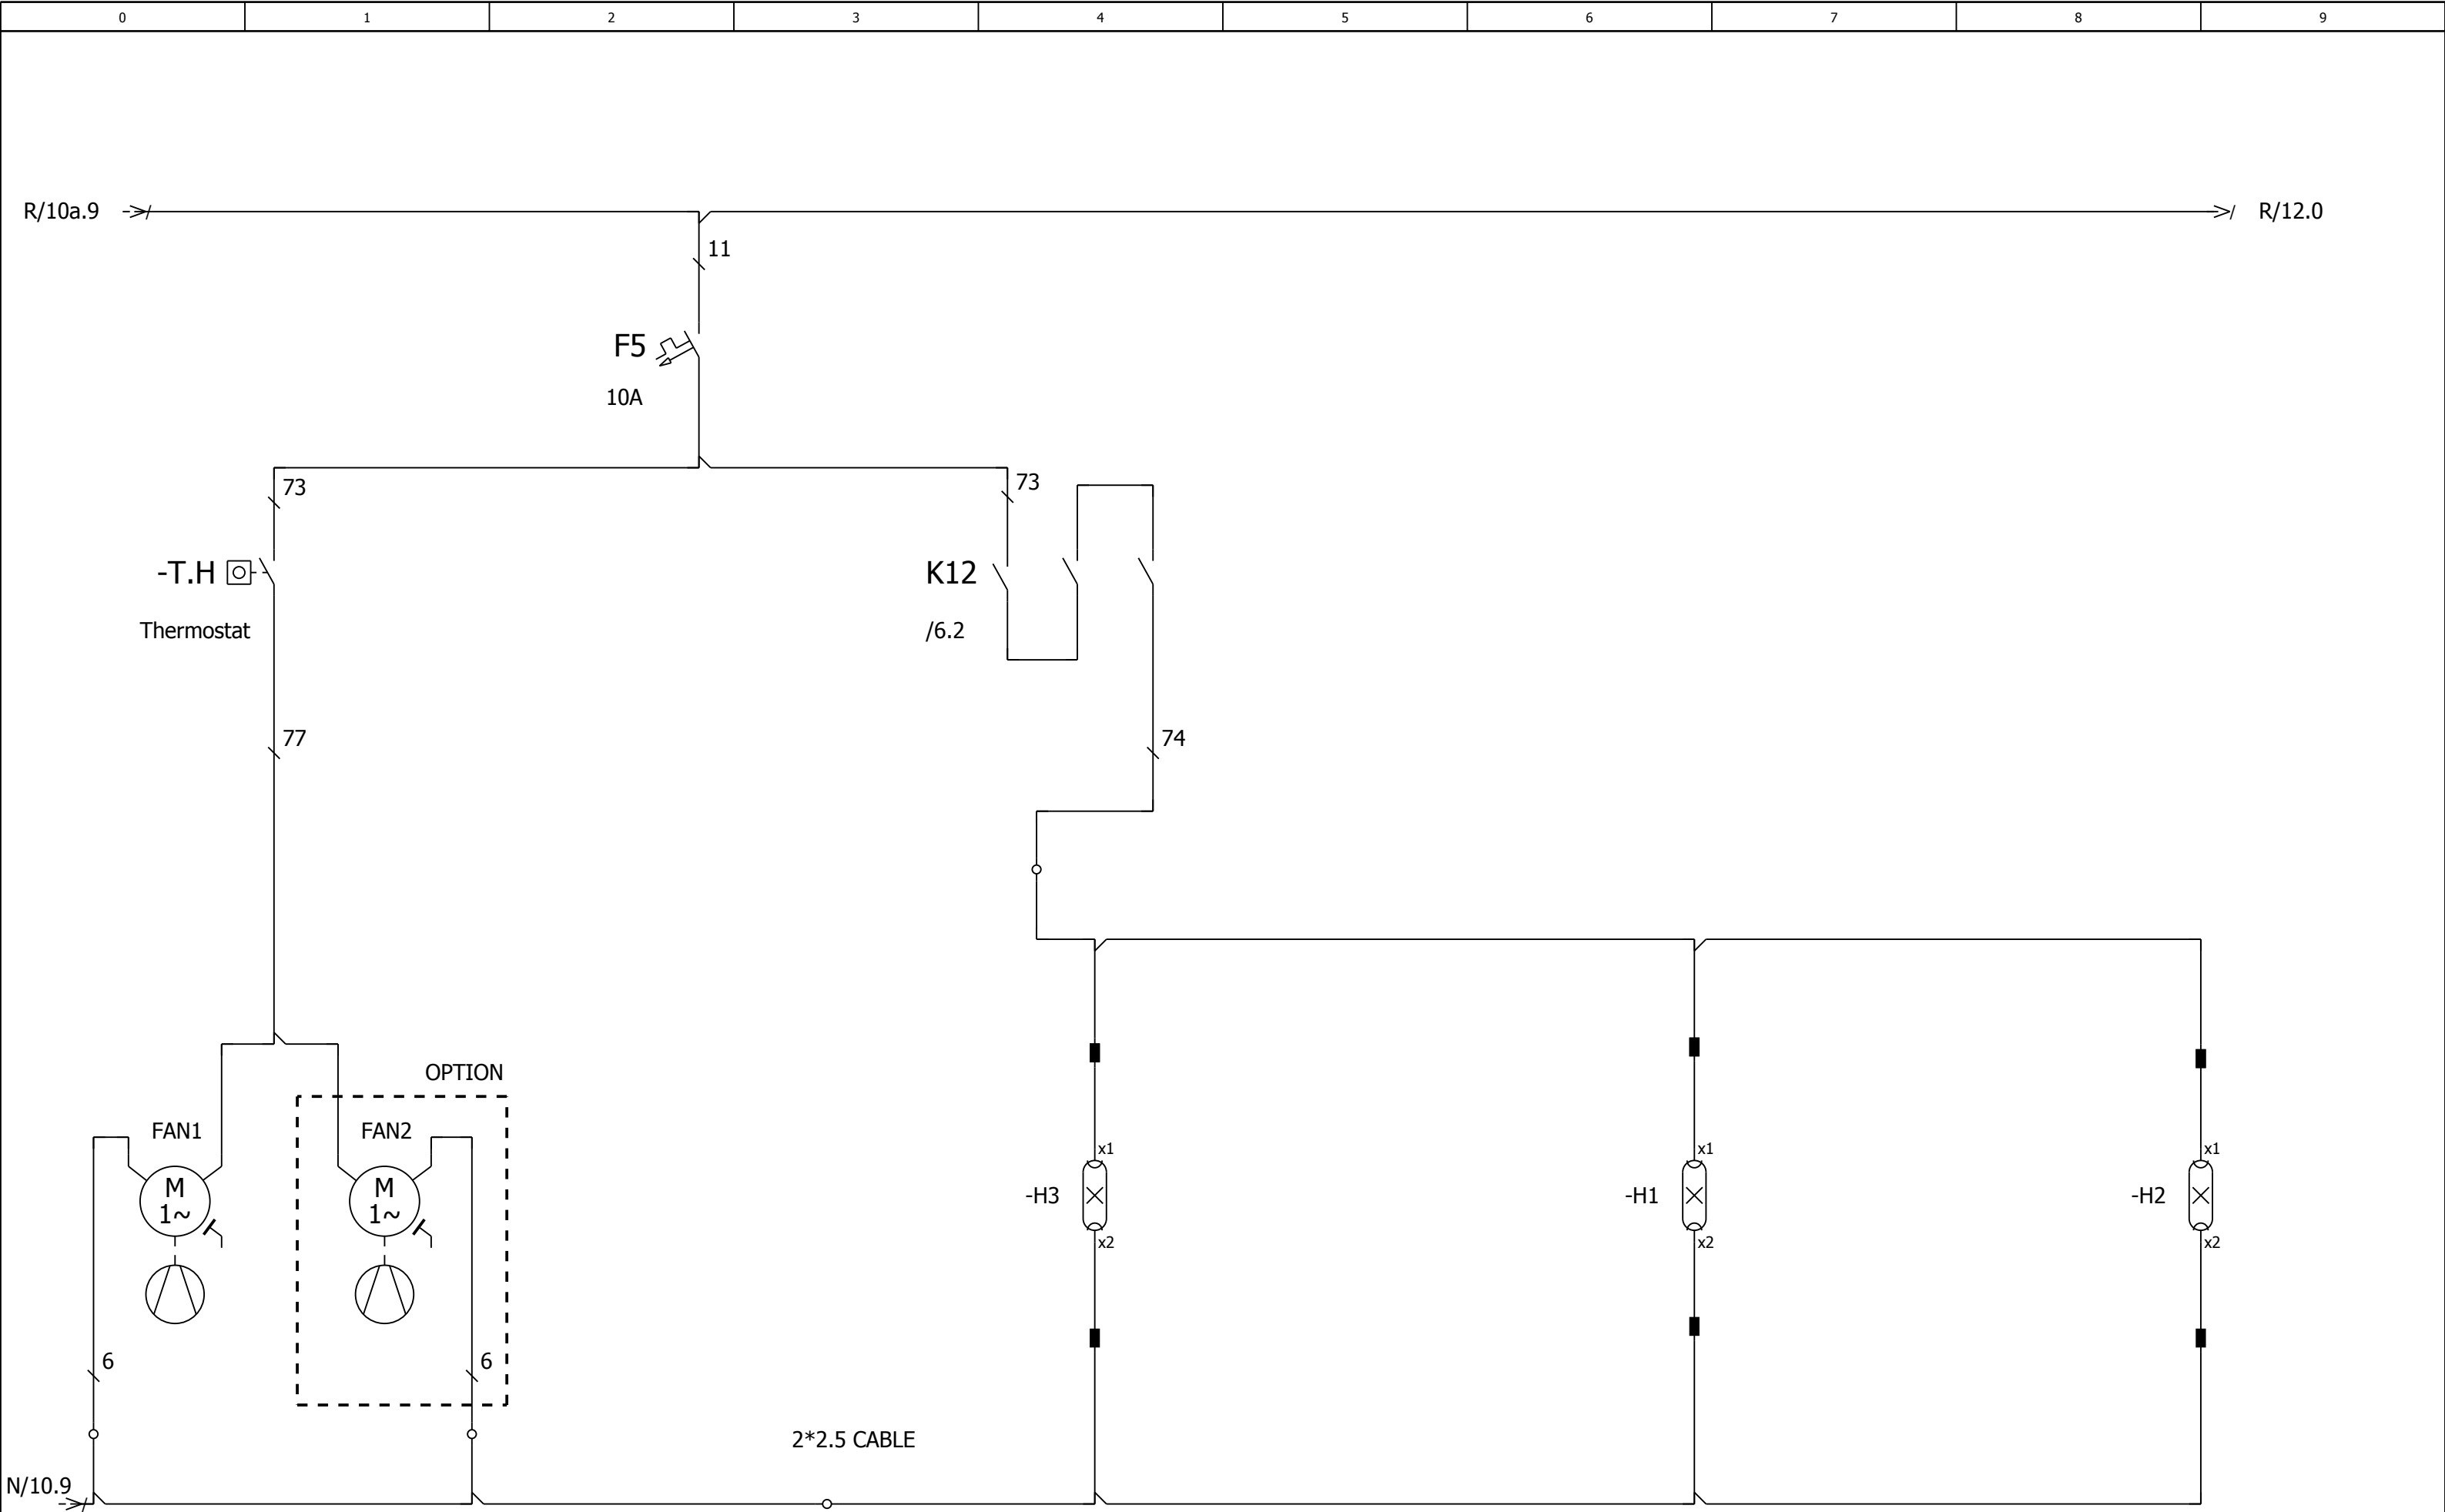 0 1 2 3 4 5 6 7 8 9
R/10a.9
R/12.0
11
F5
10A
73
73
-T.H
K12
Thermostat
/6.2
77
74
OPTION
FAN1
FAN2
x1
x1
x1
M
1~
M
1~
-H3
-H1
-H2
x2
x2
x2
6
6
2*2.5 CABLE
N/10.9